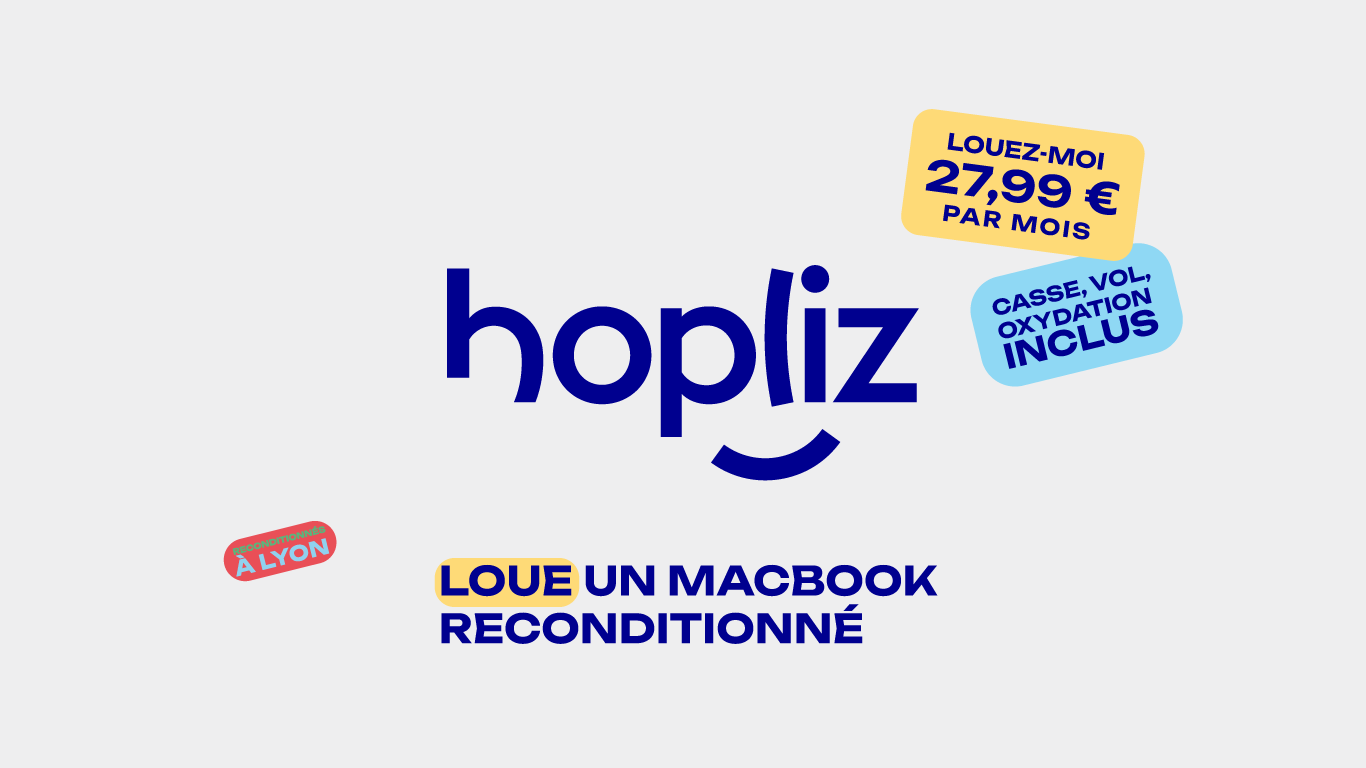 LOUEZ-MOI
27,99 €
PAR MOIS
CASSE, VOL,
OXYDATION
INCLUS
hopliz
RECONDITIONNÉS
À LYON
LOUE UN MACBOOK
RECONDITIONNÉ